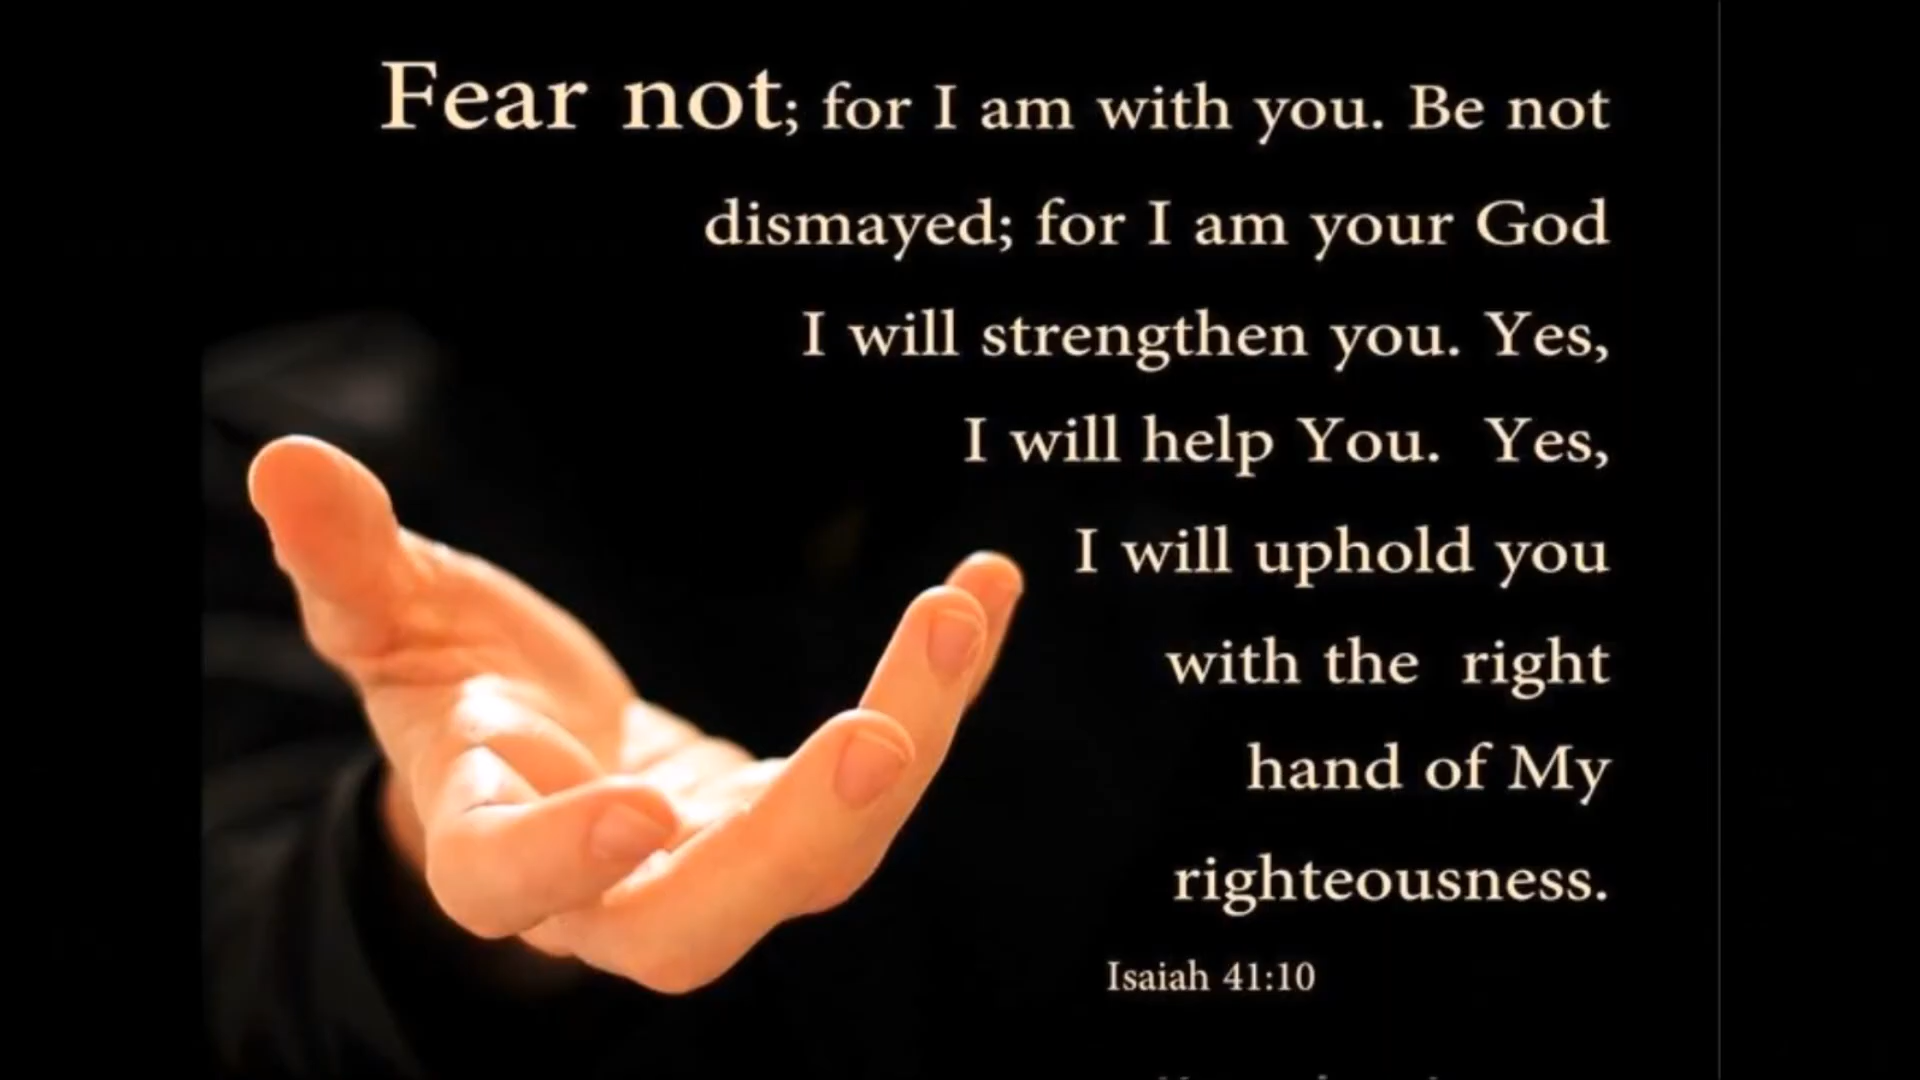 Fear not; for I am with you. Be not
dismayed; for I am your God
I will strengthen you. Yes,
I will help You. Yes,
I will uphold you
with the right
hand of My
righteousness.
Isaiah 41:10